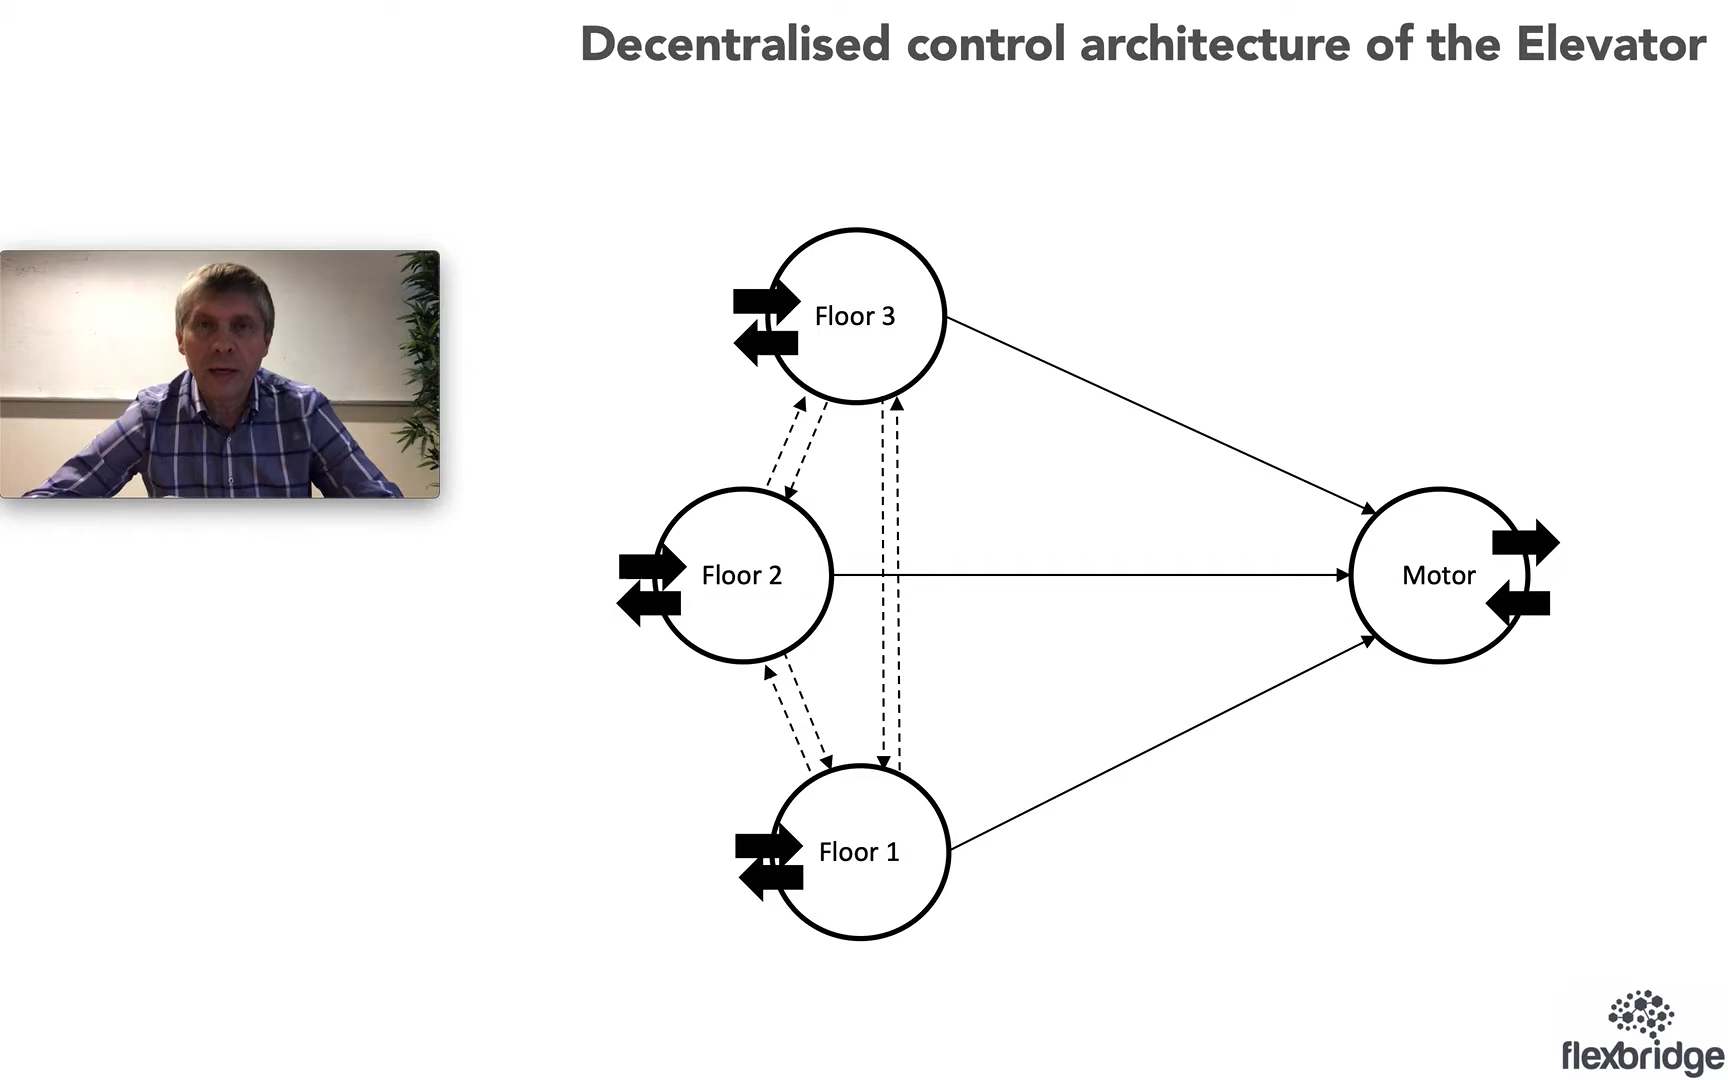 Decentralised control architecture of the Elevator
Floor 3
Floor 2
Motor
Floor 1
flexbridge